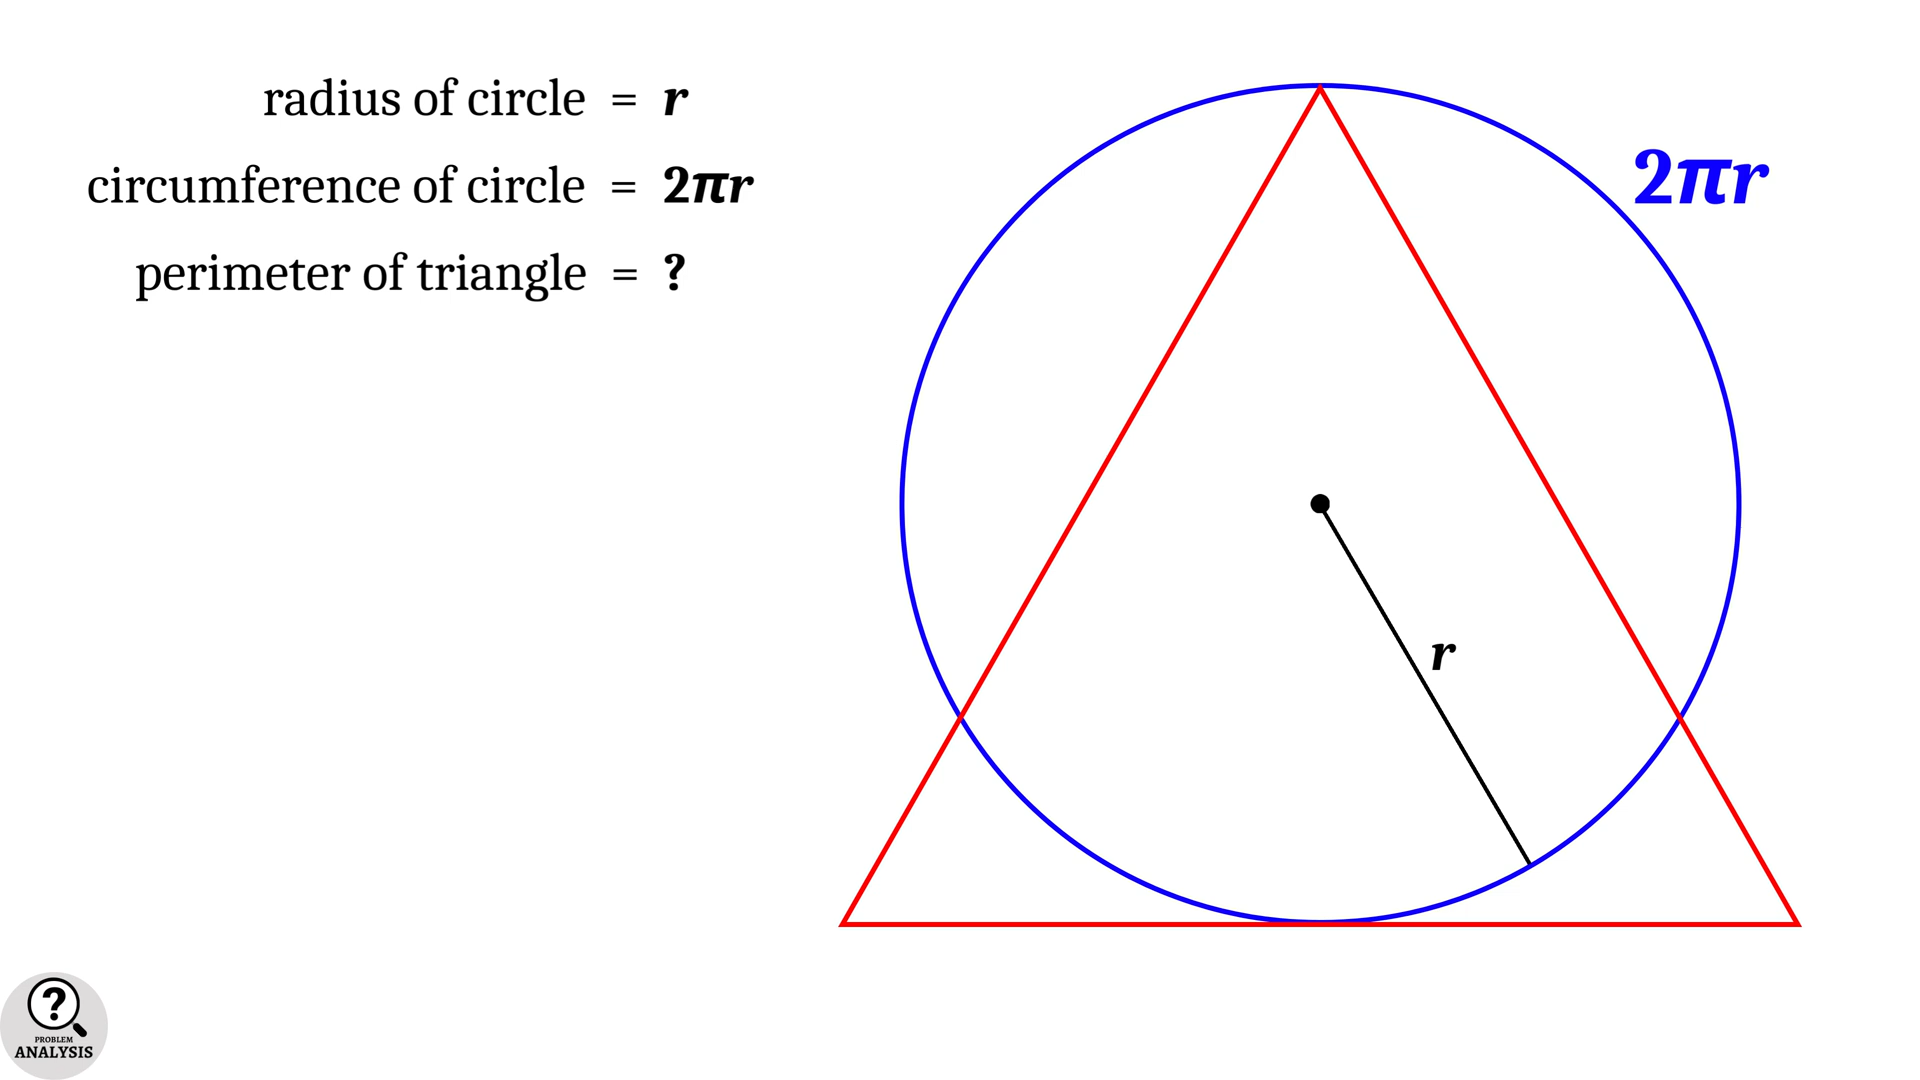 radius of circle = r
circumference of circle = 2πr
perimeter of triangle = ?
2πr
r
?
PROBLEM
ANALYSIS